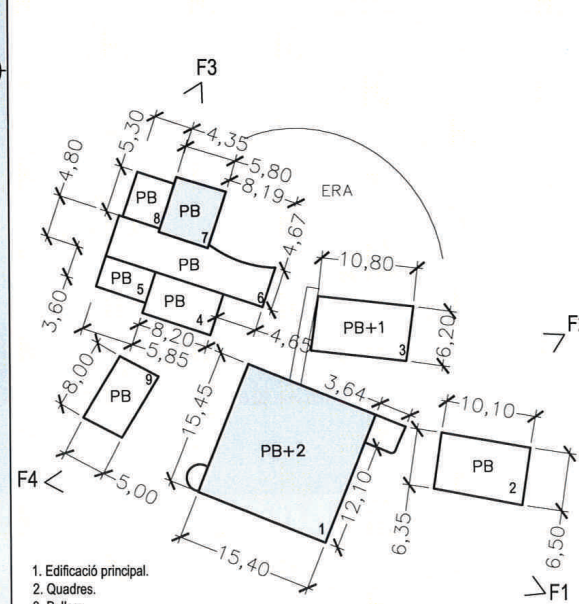 F3
4,35
5,30
5,80
8,19
ERA
4,80
PB
8
PB
7
4,67
PB
10,80
PB
5
PB
4
6
3,60
8,20
4,65
PB+1
3
6,20
5,85
8,00
9
PB
15,45
3,64
10,10
PB+2
PB
2
F4
5,00
12,10
6,35
6,50
1
15,40
F1
1. Edificació principal.
2. Quadres.